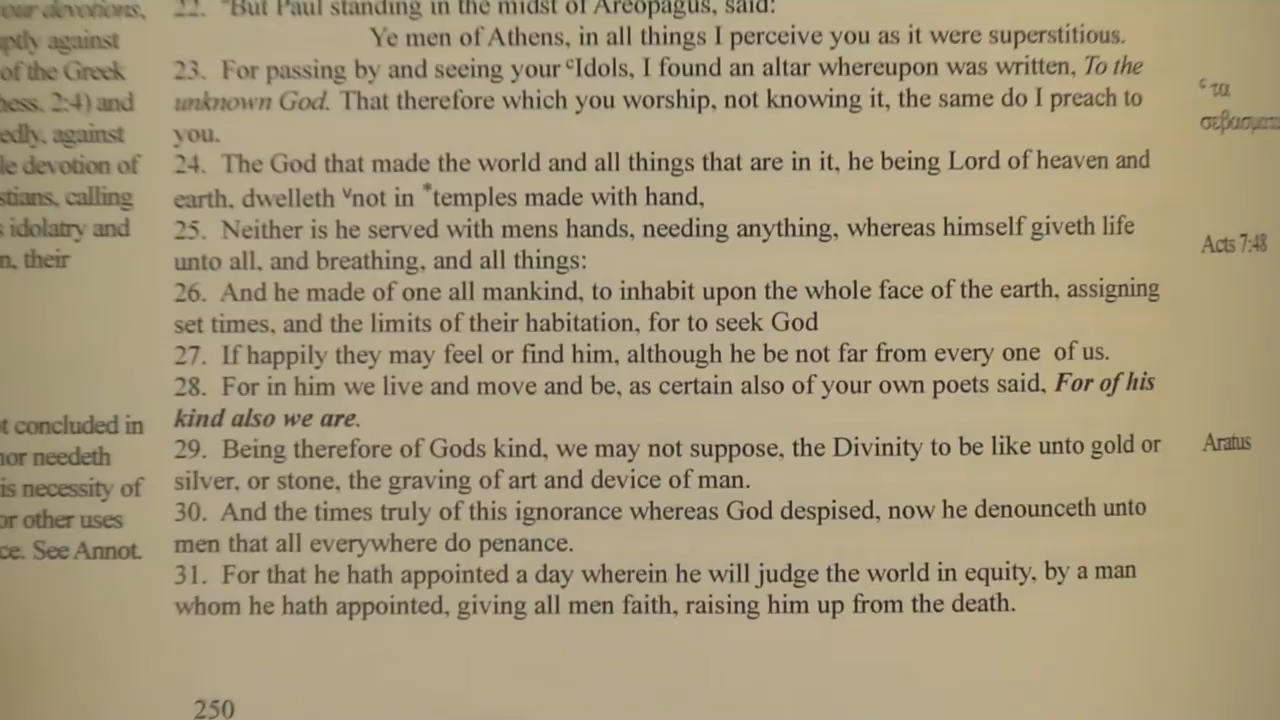 our devotions,
ptly against
of the Greek
hess. 2:4) and
edly, against
le devotion of
stians, calling
s idolatry and
n, their
t concluded in
nor needeth
is necessity of
or other uses
ce. See Annot.
22. "But Paul standing in the midst of Areopagus, said:
Ye men of Athens, in all things I perceive you as it were superstitious.
23. For passing by and seeing your ᶜIdols, I found an altar whereupon was written, To the
unknown God. That therefore which you worship, not knowing it, the same do I preach to
you.
24. The God that made the world and all things that are in it, he being Lord of heaven and
earth, dwelleth ᵛnot in *temples made with hand,
25. Neither is he served with mens hands, needing anything, whereas himself giveth life
unto all, and breathing, and all things:
26. And he made of one all mankind, to inhabit upon the whole face of the earth, assigning
set times, and the limits of their habitation, for to seek God
27. If happily they may feel or find him, although he be not far from every one of us.
28. For in him we live and move and be, as certain also of your own poets said, For of his
kind also we are.
29. Being therefore of Gods kind, we may not suppose, the Divinity to be like unto gold or
silver, or stone, the graving of art and device of man.
30. And the times truly of this ignorance whereas God despised, now he denounceth unto
men that all everywhere do penance.
31. For that he hath appointed a day wherein he will judge the world in equity, by a man
whom he hath appointed, giving all men faith, raising him up from the death.
250
ᶜ τα
σεβασματα
Acts 7:48
Aratus